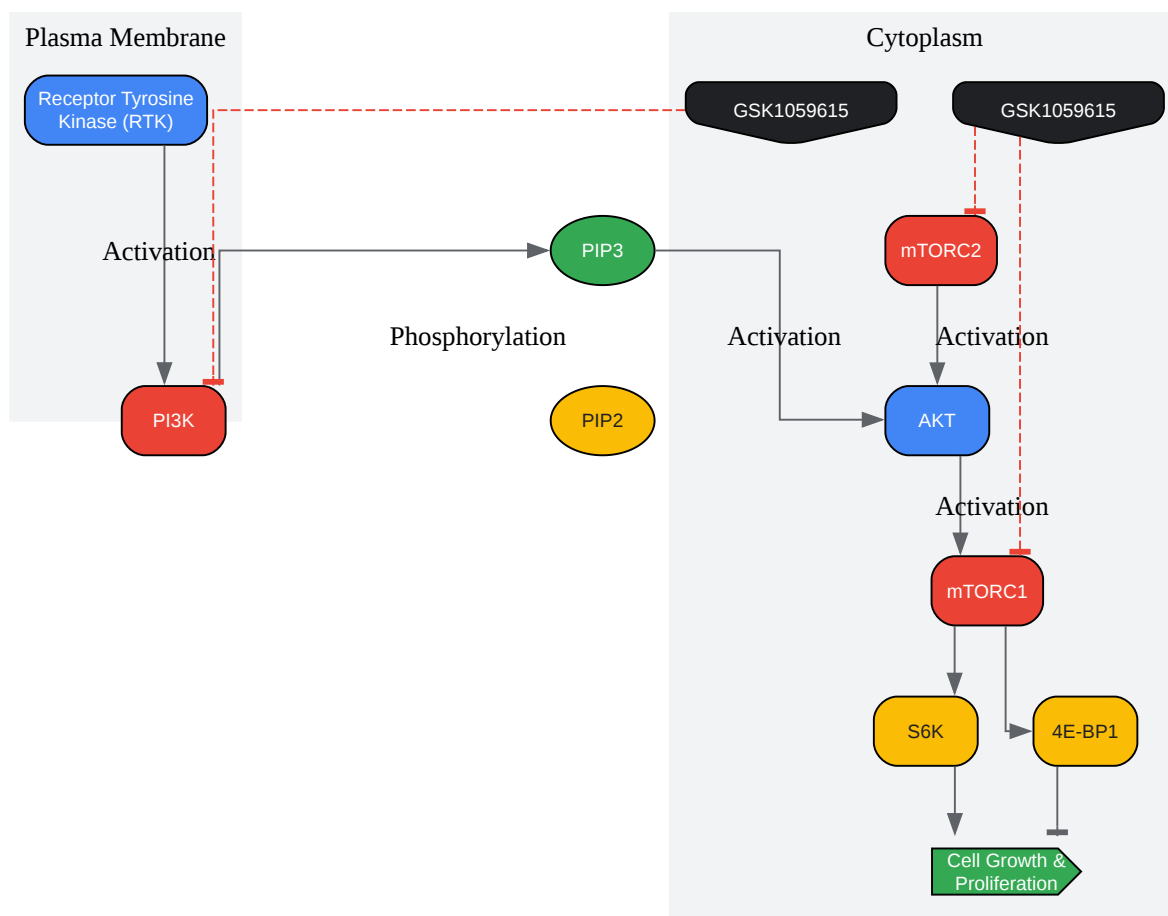 Plasma Membrane
Cytoplasm
Receptor Tyrosine
Kinase (RTK)
GSK1059615
GSK1059615
Activation
PIP3
mTORC2
Phosphorylation
Activation
Activation
PI3K
PIP2
AKT
Activation
mTORC1
S6K
4E-BP1
Cell Growth &
Proliferation